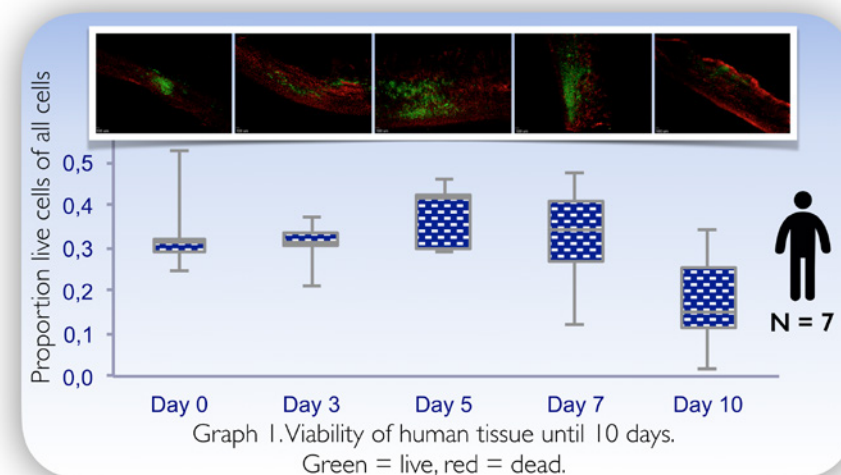 Proportion live cells of all cells
0,5
0,4
0,3
0,2
0,1
0,0
Day 0 Day 3 Day 5 Day 7 Day 10
N = 7
Graph 1. Viability of human tissue until 10 days.
Green = live, red = dead.